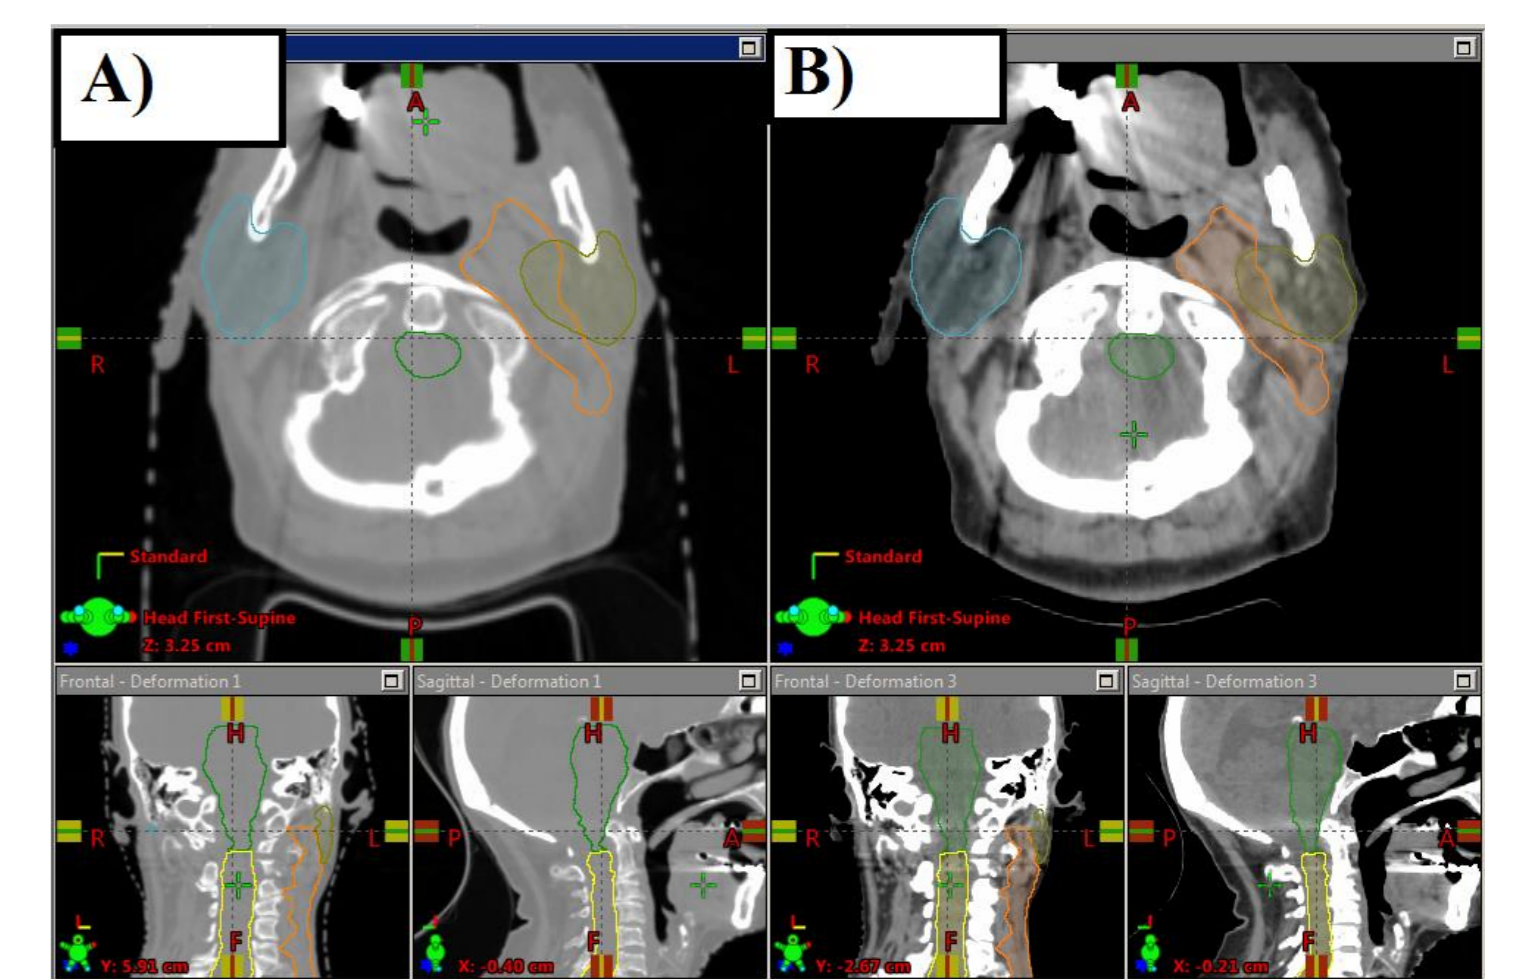 A)
B)
A
A
R
L
R
L
Standard
Standard
Head First-Supine
Head First-Supine
Z: 3.25 cm
P
Z: 3.25 cm
P
Frontal - Deformation 1
Sagittal - Deformation 1
Frontal - Deformation 3
Sagittal - Deformation 3
H
H
H
H
R
L
P
A
R
L
P
A
F
F
F
F
Y: 5.91 cm
X: -0.40 cm
Y: -2.67 cm
X: -0.21 cm